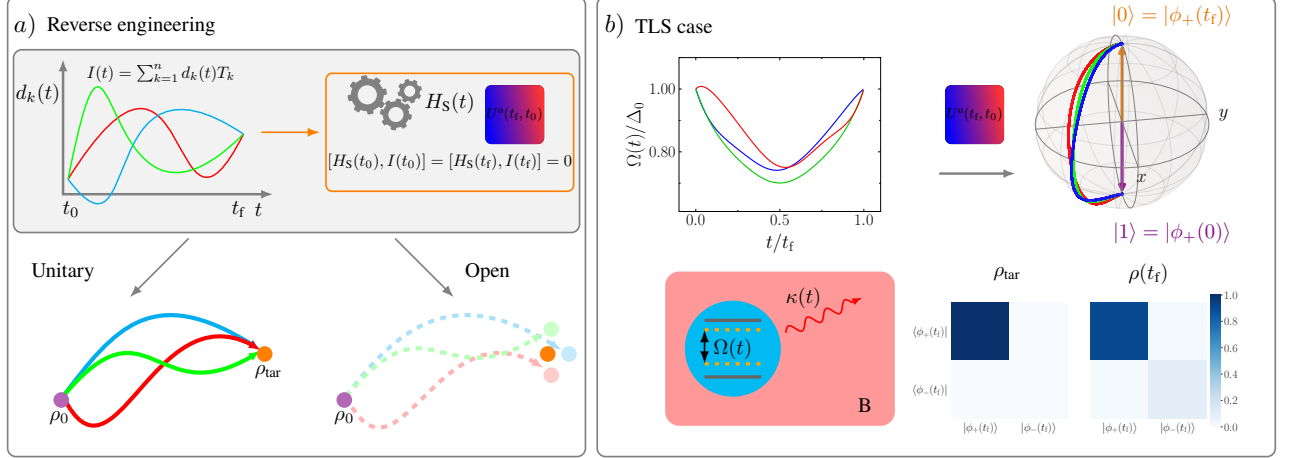 a) Reverse engineering
d_k(t)
I(t) = ∑_{k=1}^{n} d_k(t)T_k
t_0
t_f
t
H_S(t)
U^o(t_f, t_0)
[H_S(t_0), I(t_0)] = [H_S(t_f), I(t_f)] = 0
Unitary
Open
ρ_0
ρ_tar
ρ_0
b) TLS case
Ω(t)/Δ_0
1.00
0.80
0.0
0.5
1.0
t/t_f
U^o(t_f, t_0)
|0⟩ = |ϕ_+(t_f)⟩
y
x
|1⟩ = |ϕ_+(0)⟩
κ(t)
Ω(t)
B
ρ_tar
ρ(t_f)
⟨ϕ_+(t_f)|
⟨ϕ_−(t_f)|
|ϕ_+(t_f)⟩ |ϕ_−(t_f)⟩
|ϕ_+(t_f)⟩ |ϕ_−(t_f)⟩
1.0
0.8
0.6
0.4
0.2
0.0